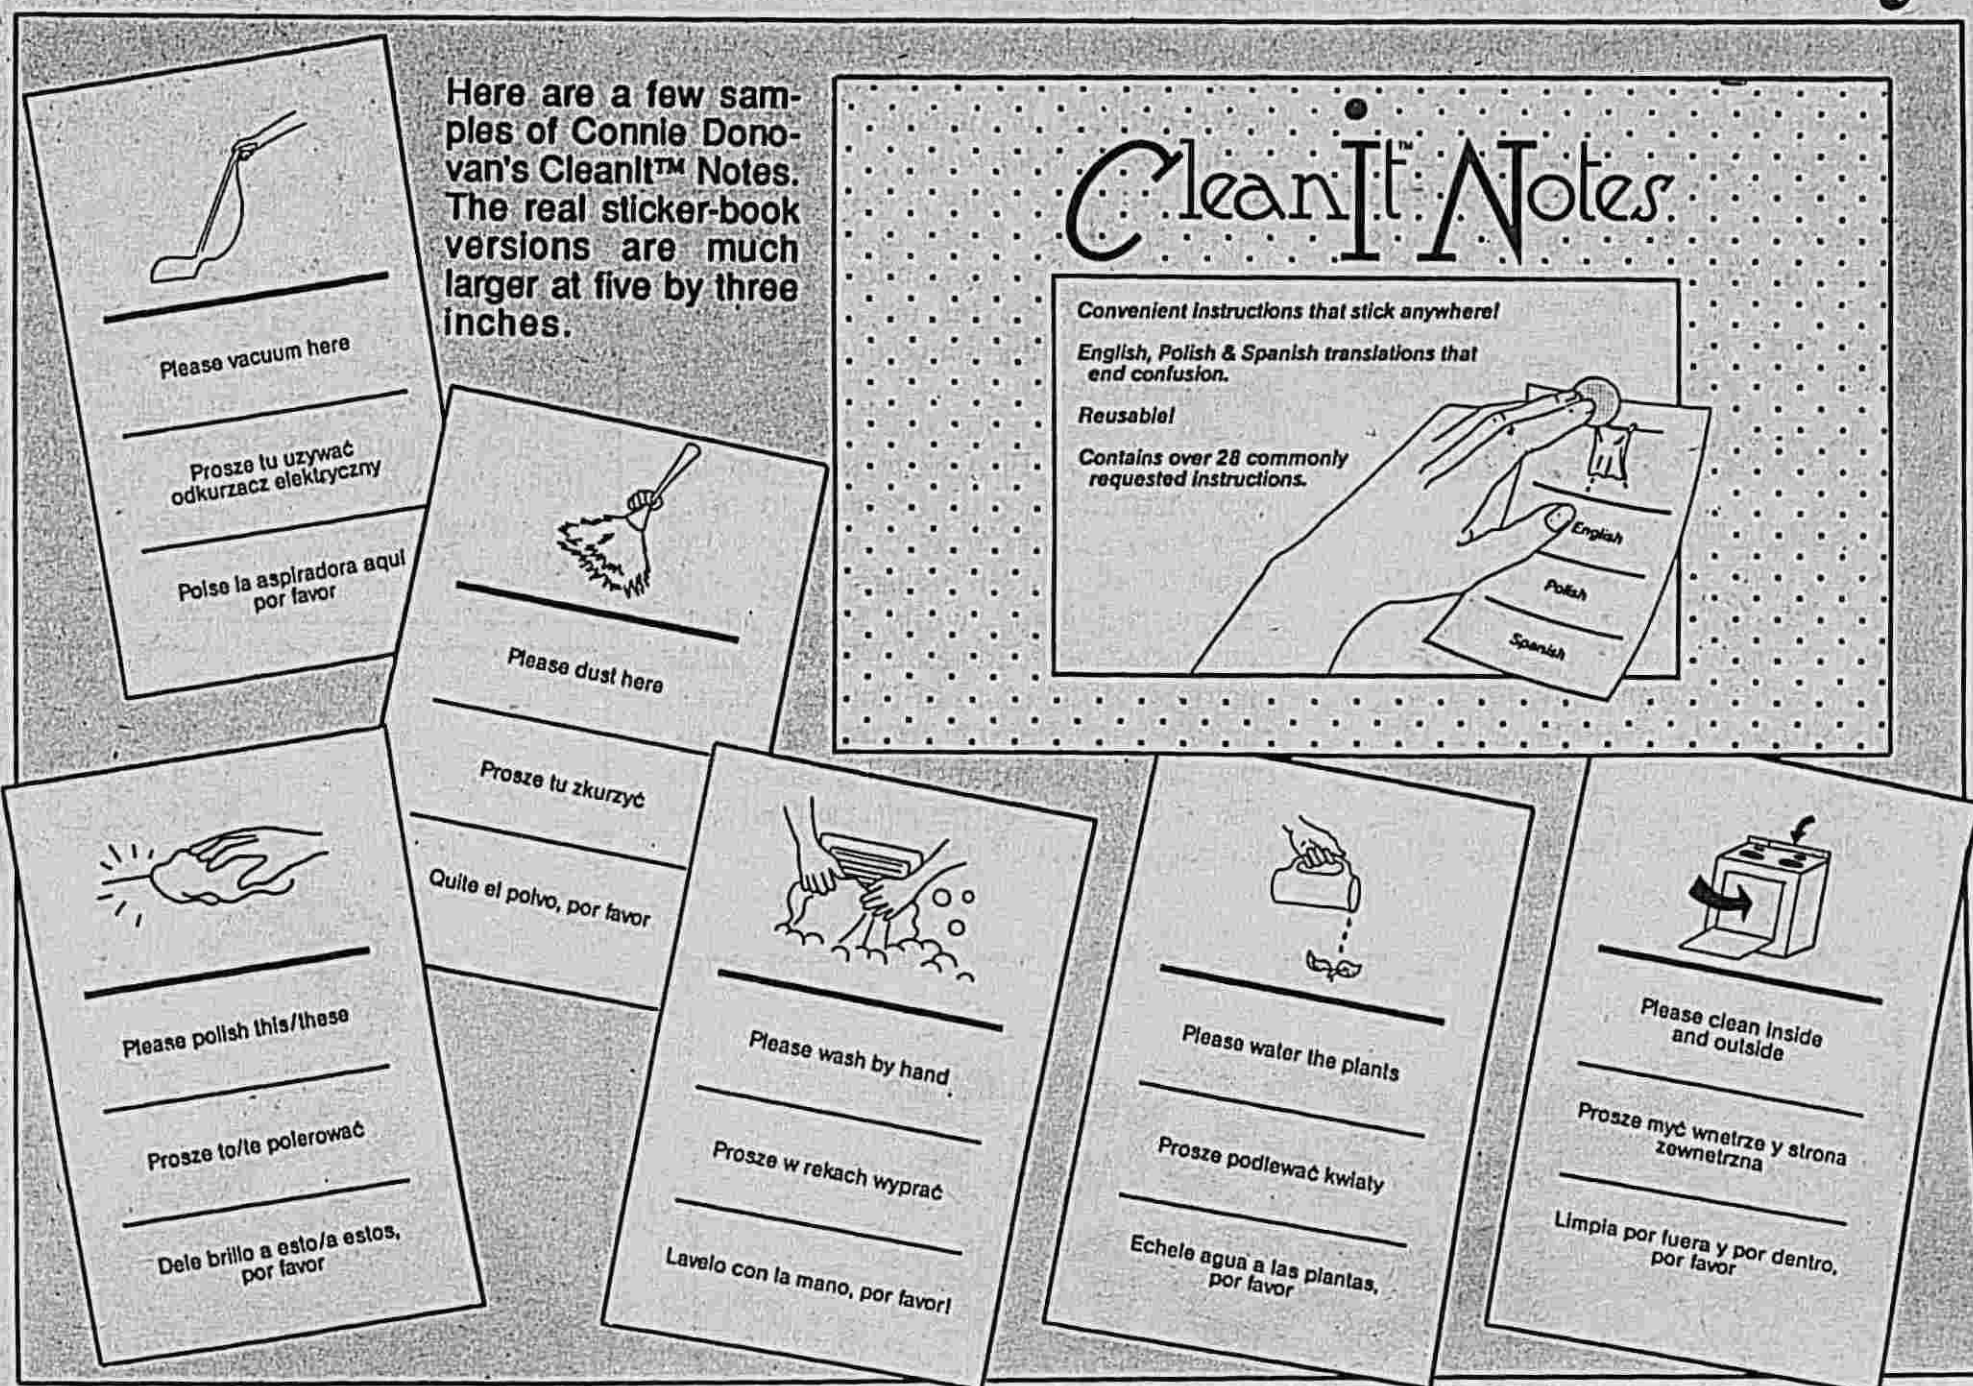 Here are a few sam-
ples of Connie Dono-
van's CleanIt™ Notes.
The real sticker-book
versions are much
larger at five by three
inches.
CleanIt™ Notes
Convenient instructions that stick anywhere!
English, Polish & Spanish translations that
end confusion.
Reusable!
Contains over 28 commonly
requested instructions.
English
Polish
Spanish
Please vacuum here
Prosze tu uzywać
odkurzacz elektryczny
Polse la aspiradora aqui
por favor
Please dust here
Prosze tu zkurzyć
Quite el polvo, por favor
Please polish this/these
Prosze to/te polerować
Dele brillo a esto/a estos,
por favor
Please wash by hand
Prosze w rekach wyprać
Lavelo con la mano, por favor!
Please water the plants
Prosze podlewać kwiaty
Echele agua a las plantas,
por favor
Please clean inside
and outside
Prosze myć wnetrze y strona
zewnetrzna
Limpia por fuera y por dentro,
por favor